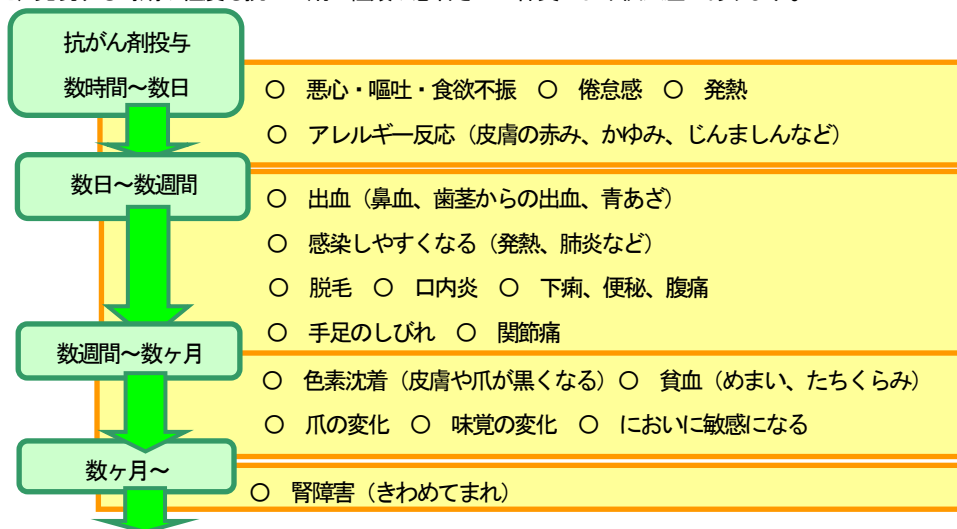 抗がん剤投与
数時間～数日
○ 悪心・嘔吐・食欲不振 ○ 倦怠感 ○ 発熱
○ アレルギー反応（皮膚の赤み、かゆみ、じんましんなど）
数日～数週間
○ 出血（鼻血、歯茎からの出血、青あざ）
○ 感染しやすくなる（発熱、肺炎など）
○ 脱毛 ○ 口内炎 ○ 下痢、便秘、腹痛
○ 手足のしびれ ○ 関節痛
数週間～数ヶ月
○ 色素沈着（皮膚や爪が黒くなる）○ 貧血（めまい、たちくらみ）
○ 爪の変化 ○ 味覚の変化 ○ においに敏感になる
数ヶ月～
○ 腎障害（きわめてまれ）